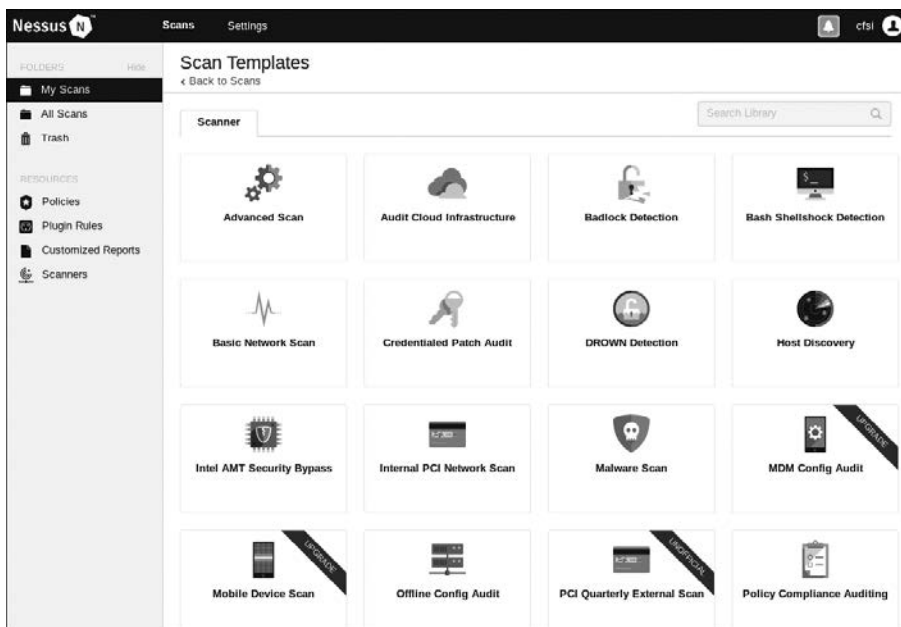 Nessus N Scans Settings cfsi
FOLDERS Hide
My Scans
All Scans
Trash
RESOURCES
Policies
Plugin Rules
Customized Reports
Scanners
Scan Templates
‹ Back to Scans
Scanner
Search Library
Advanced Scan Audit Cloud Infrastructure Badlock Detection Bash Shellshock Detection
$_
Basic Network Scan Credentialed Patch Audit DROWN Detection Host Discovery
UPGRADE
Intel AMT Security Bypass Internal PCI Network Scan Malware Scan MDM Config Audit
UPGRADE UNOFFICIAL
Mobile Device Scan Offline Config Audit PCI Quarterly External Scan Policy Compliance Auditing